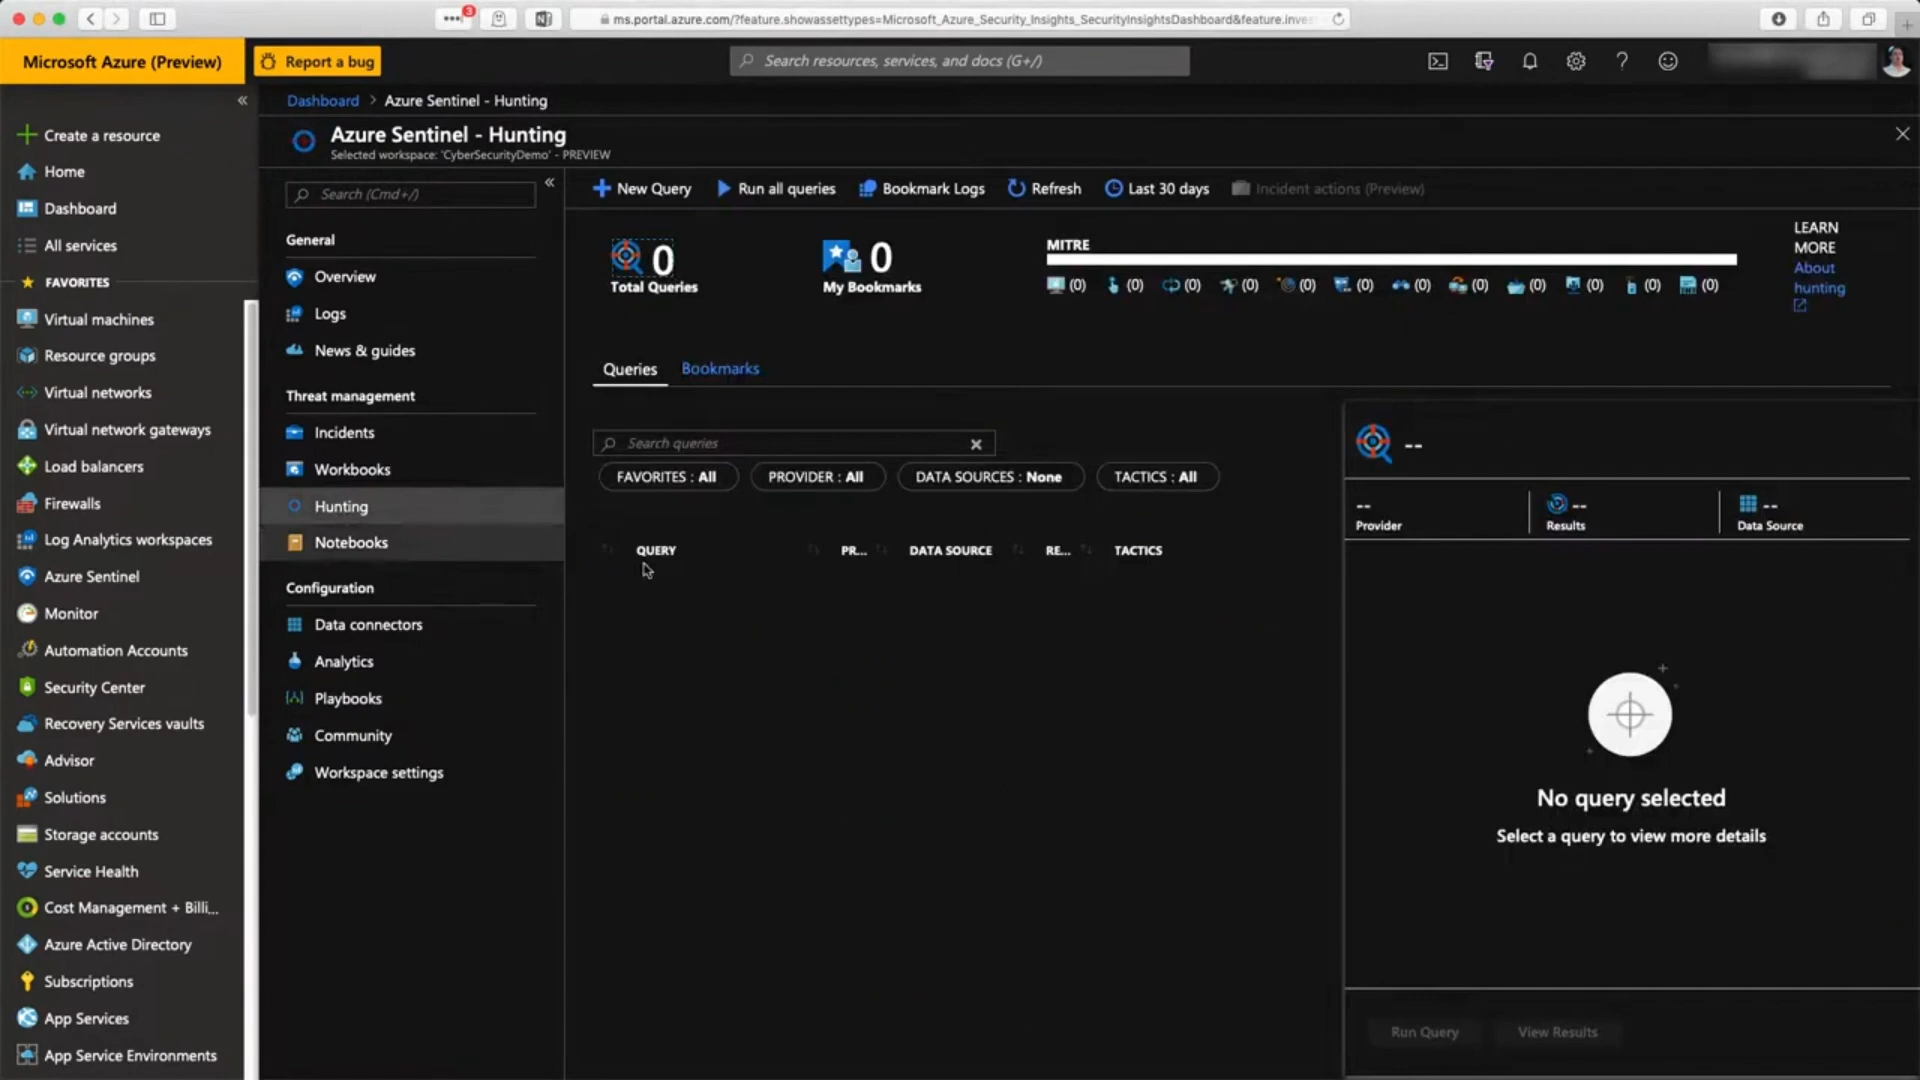 3
ms.portal.azure.com/?feature.showassettypes=Microsoft_Azure_Security_Insights_SecurityInsightsDashboard&feature.inve
Microsoft Azure (Preview)
Report a bug
Search resources, services, and docs (G+/)
Dashboard > Azure Sentinel - Hunting
Azure Sentinel - Hunting
Selected workspace: 'CyberSecurityDemo' - PREVIEW
Create a resource
Home
Dashboard
All services
FAVORITES
Virtual machines
Resource groups
Virtual networks
Virtual network gateways
Load balancers
Firewalls
Log Analytics workspaces
Azure Sentinel
Monitor
Automation Accounts
Security Center
Recovery Services vaults
Advisor
Solutions
Storage accounts
Service Health
Cost Management + Billi...
Azure Active Directory
Subscriptions
App Services
App Service Environments
Search (Cmd+/)
General
Overview
Logs
News & guides
Threat management
Incidents
Workbooks
Hunting
Notebooks
Configuration
Data connectors
Analytics
Playbooks
Community
Workspace settings
New Query Run all queries Bookmark Logs Refresh Last 30 days Incident actions (Preview)
0
Total Queries
0
My Bookmarks
MITRE
(0) (0) (0) (0) (0) (0) (0) (0) (0) (0) (0) (0)
LEARN
MORE
About
hunting
Queries Bookmarks
Search queries
FAVORITES : All PROVIDER : All DATA SOURCES : None TACTICS : All
QUERY PR... DATA SOURCE RE... TACTICS
--
-- -- --
Provider Results Data Source
No query selected
Select a query to view more details
Run Query View Results